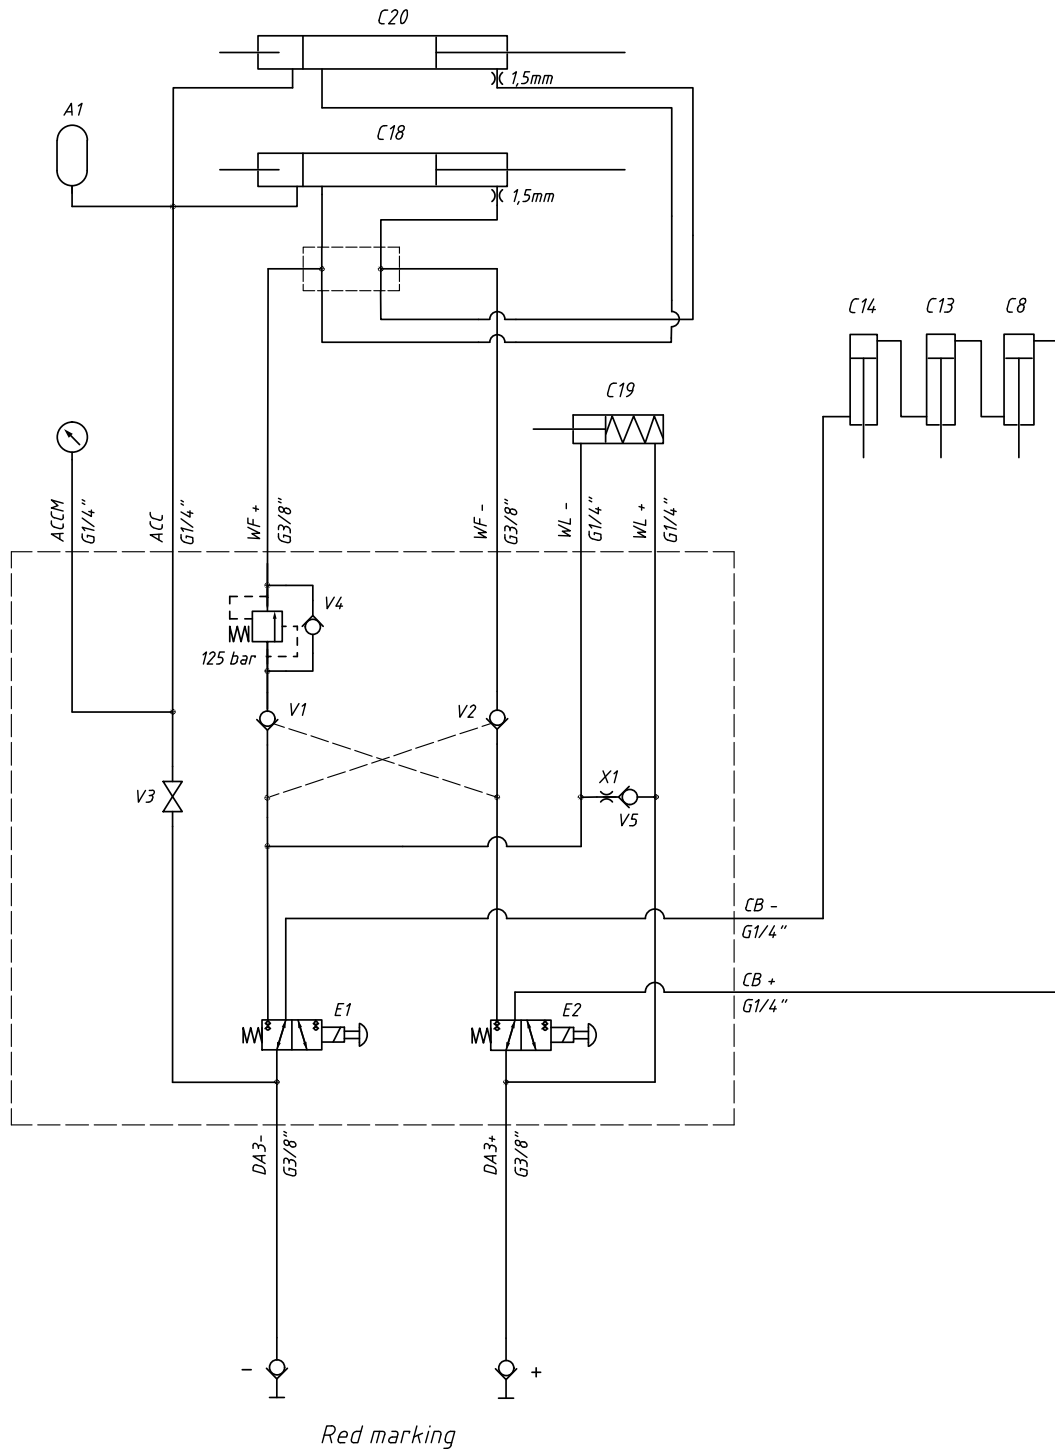 C20
1,5mm
A1
C18
1,5mm
C14
C13
C8
C19
ACCM
G1/4"
ACC
G1/4"
WF +
G3/8"
WF -
G3/8"
WL -
G1/4"
WL +
G1/4"
V4
125 bar
V1
V2
V3
X1
V5
CB -
G1/4"
CB +
G1/4"
E1
E2
DA3-
G3/8"
DA3+
G3/8"
-
+
Red marking